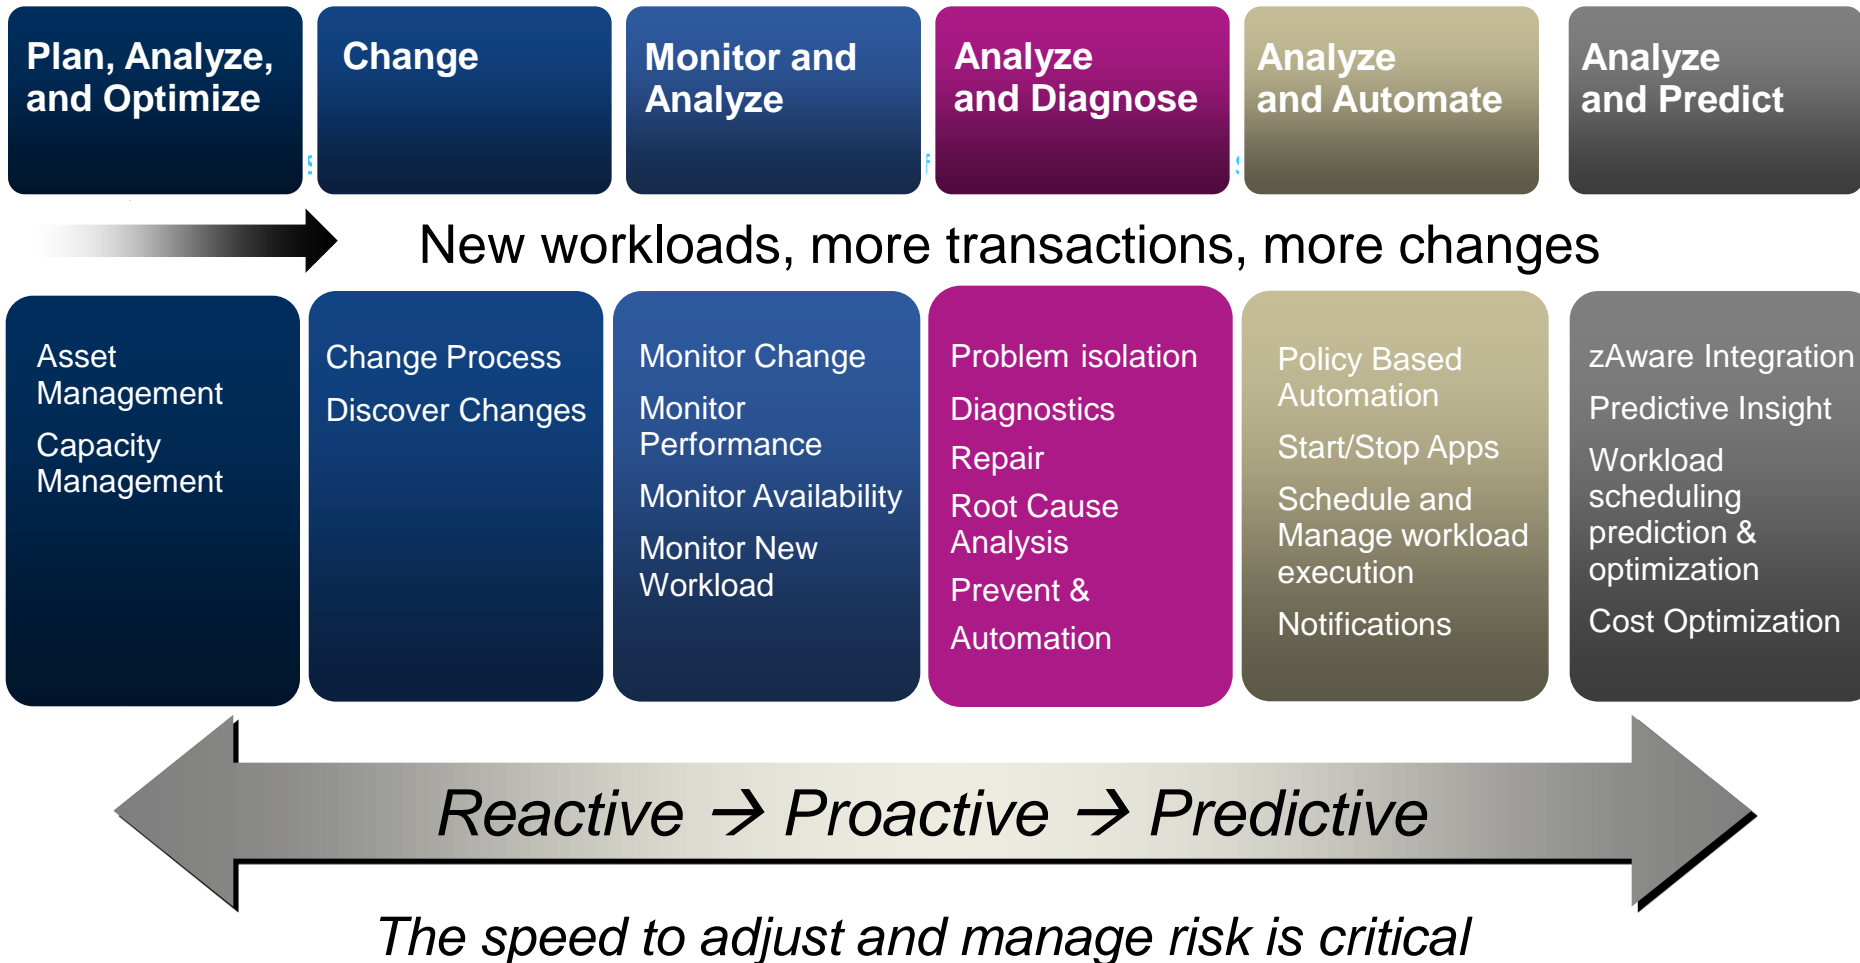 Plan, Analyze,
and Optimize
Change
Monitor and
Analyze
Analyze
and Diagnose
Analyze
and Automate
Analyze
and Predict
New workloads, more transactions, more changes
Asset
Management
Capacity
Management
Change Process
Discover Changes
Monitor Change
Monitor
Performance
Monitor Availability
Monitor New
Workload
Problem isolation
Diagnostics
Repair
Root Cause
Analysis
Prevent &
Automation
Policy Based
Automation
Start/Stop Apps
Schedule and
Manage workload
execution
Notifications
zAware Integration
Predictive Insight
Workload
scheduling
prediction &
optimization
Cost Optimization
Reactive → Proactive → Predictive
The speed to adjust and manage risk is critical